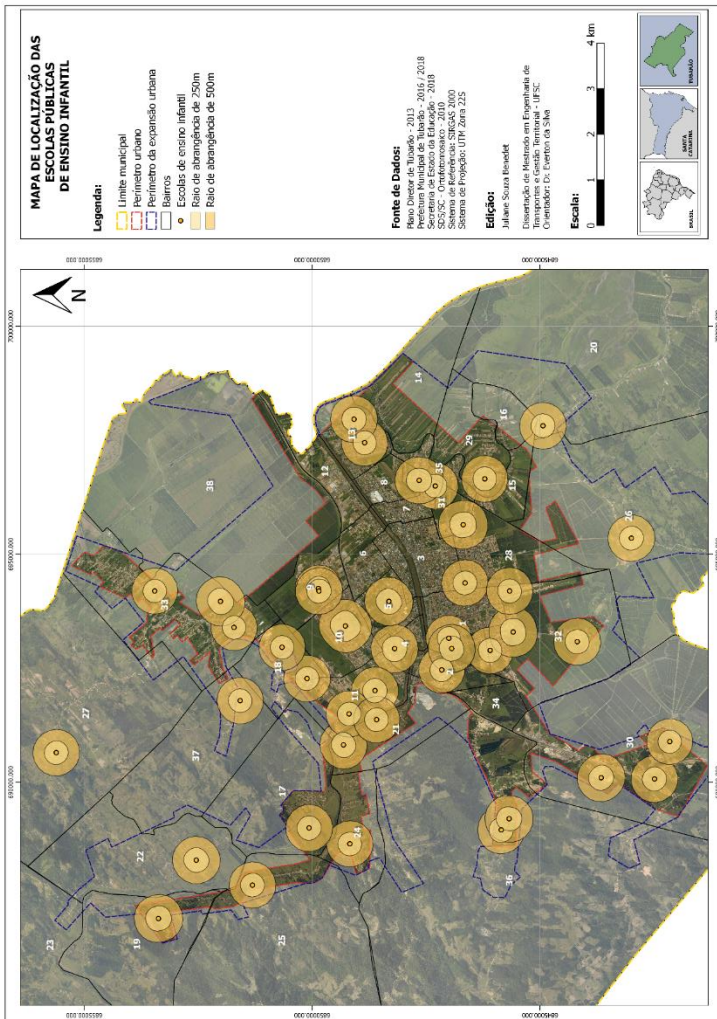 MAPA DE LOCALIZAÇÃO DAS
ESCOLAS PÚBLICAS
DE ENSINO INFANTIL
Legenda:
Limite municipal
Perímetro urbano
Perímetro da expansão urbana
Bairros
Escolas de ensino infantil
Raio de abrangência de 250m
Raio de abrangência de 500m
Fonte de Dados:
Plano Diretor de Tubarão - 2013
Prefeitura Municipal de Tubarão - 2016 / 2018
Secretaria de Estado da Educação - 2018
SDS/SC - Ortofotomosaico - 2010
Sistema de Referência: SIRGAS 2000
Sistema de Projeção: UTM Zona 22S
Edição:
Juliane Souza Benedet
Dissertação de Mestrado em Engenharia de
Transportes e Gestão Territorial - UFSC
Orientador: Dr. Everton da Silva
Escala:
0 1 2 3 4 km
BRASIL
SANTA
CATARINA
TUBARÃO
N
700000,000
695000,000
690000,000
6855000,000
6850000,000
6845000,000
23
19
22
25
27
37
17
24
33
18
38
9
10
11
21
5
4
6
12
13
8
7
3
31
35
14
29
16
15
20
28
26
1
2
32
34
30
36